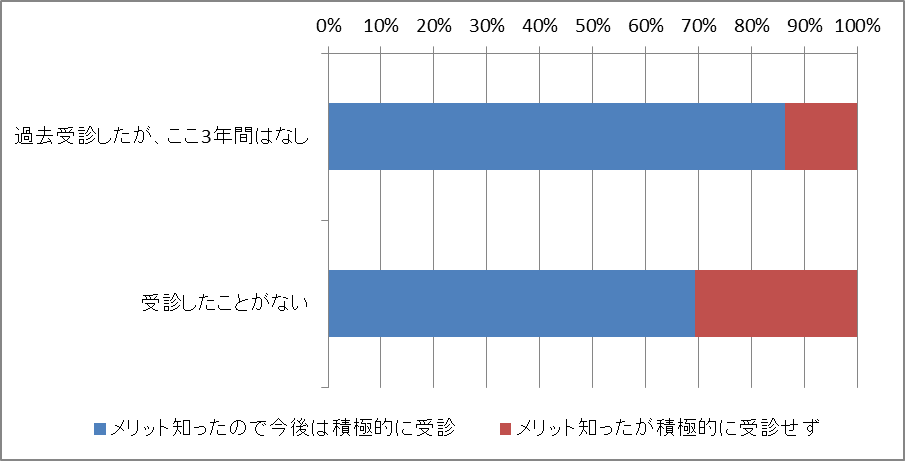 0% 10% 20% 30% 40% 50% 60% 70% 80% 90% 100%
過去受診したが、ここ3年間はなし
受診したことがない
メリット知ったので今後は積極的に受診 メリット知ったが積極的に受診せず